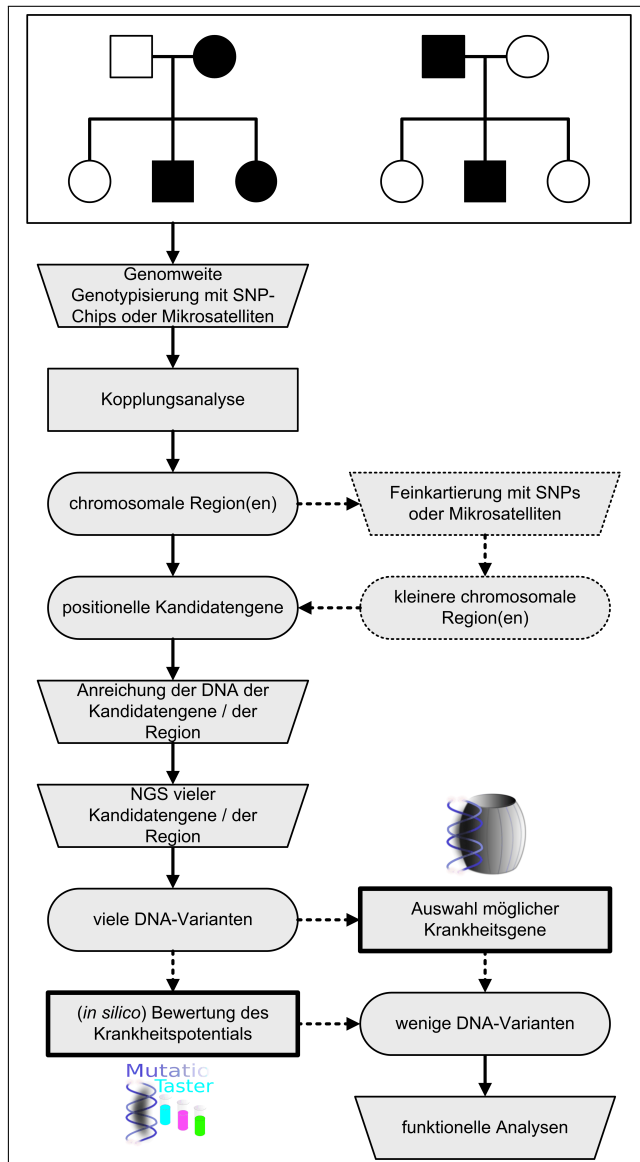 Genomweite
Genotypisierung mit SNP-
Chips oder Mikrosatelliten
Kopplungsanalyse
chromosomale Region(en)
Feinkartierung mit SNPs
oder Mikrosatelliten
positionelle Kandidatengene
kleinere chromosomale
Region(en)
Anreichung der DNA der
Kandidatengene / der
Region
NGS vieler
Kandidatengene / der
Region
viele DNA-Varianten
Auswahl möglicher
Krankheitsgene
(in silico) Bewertung des
Krankheitspotentials
wenige DNA-Varianten
Mutatio
Taster
funktionelle Analysen